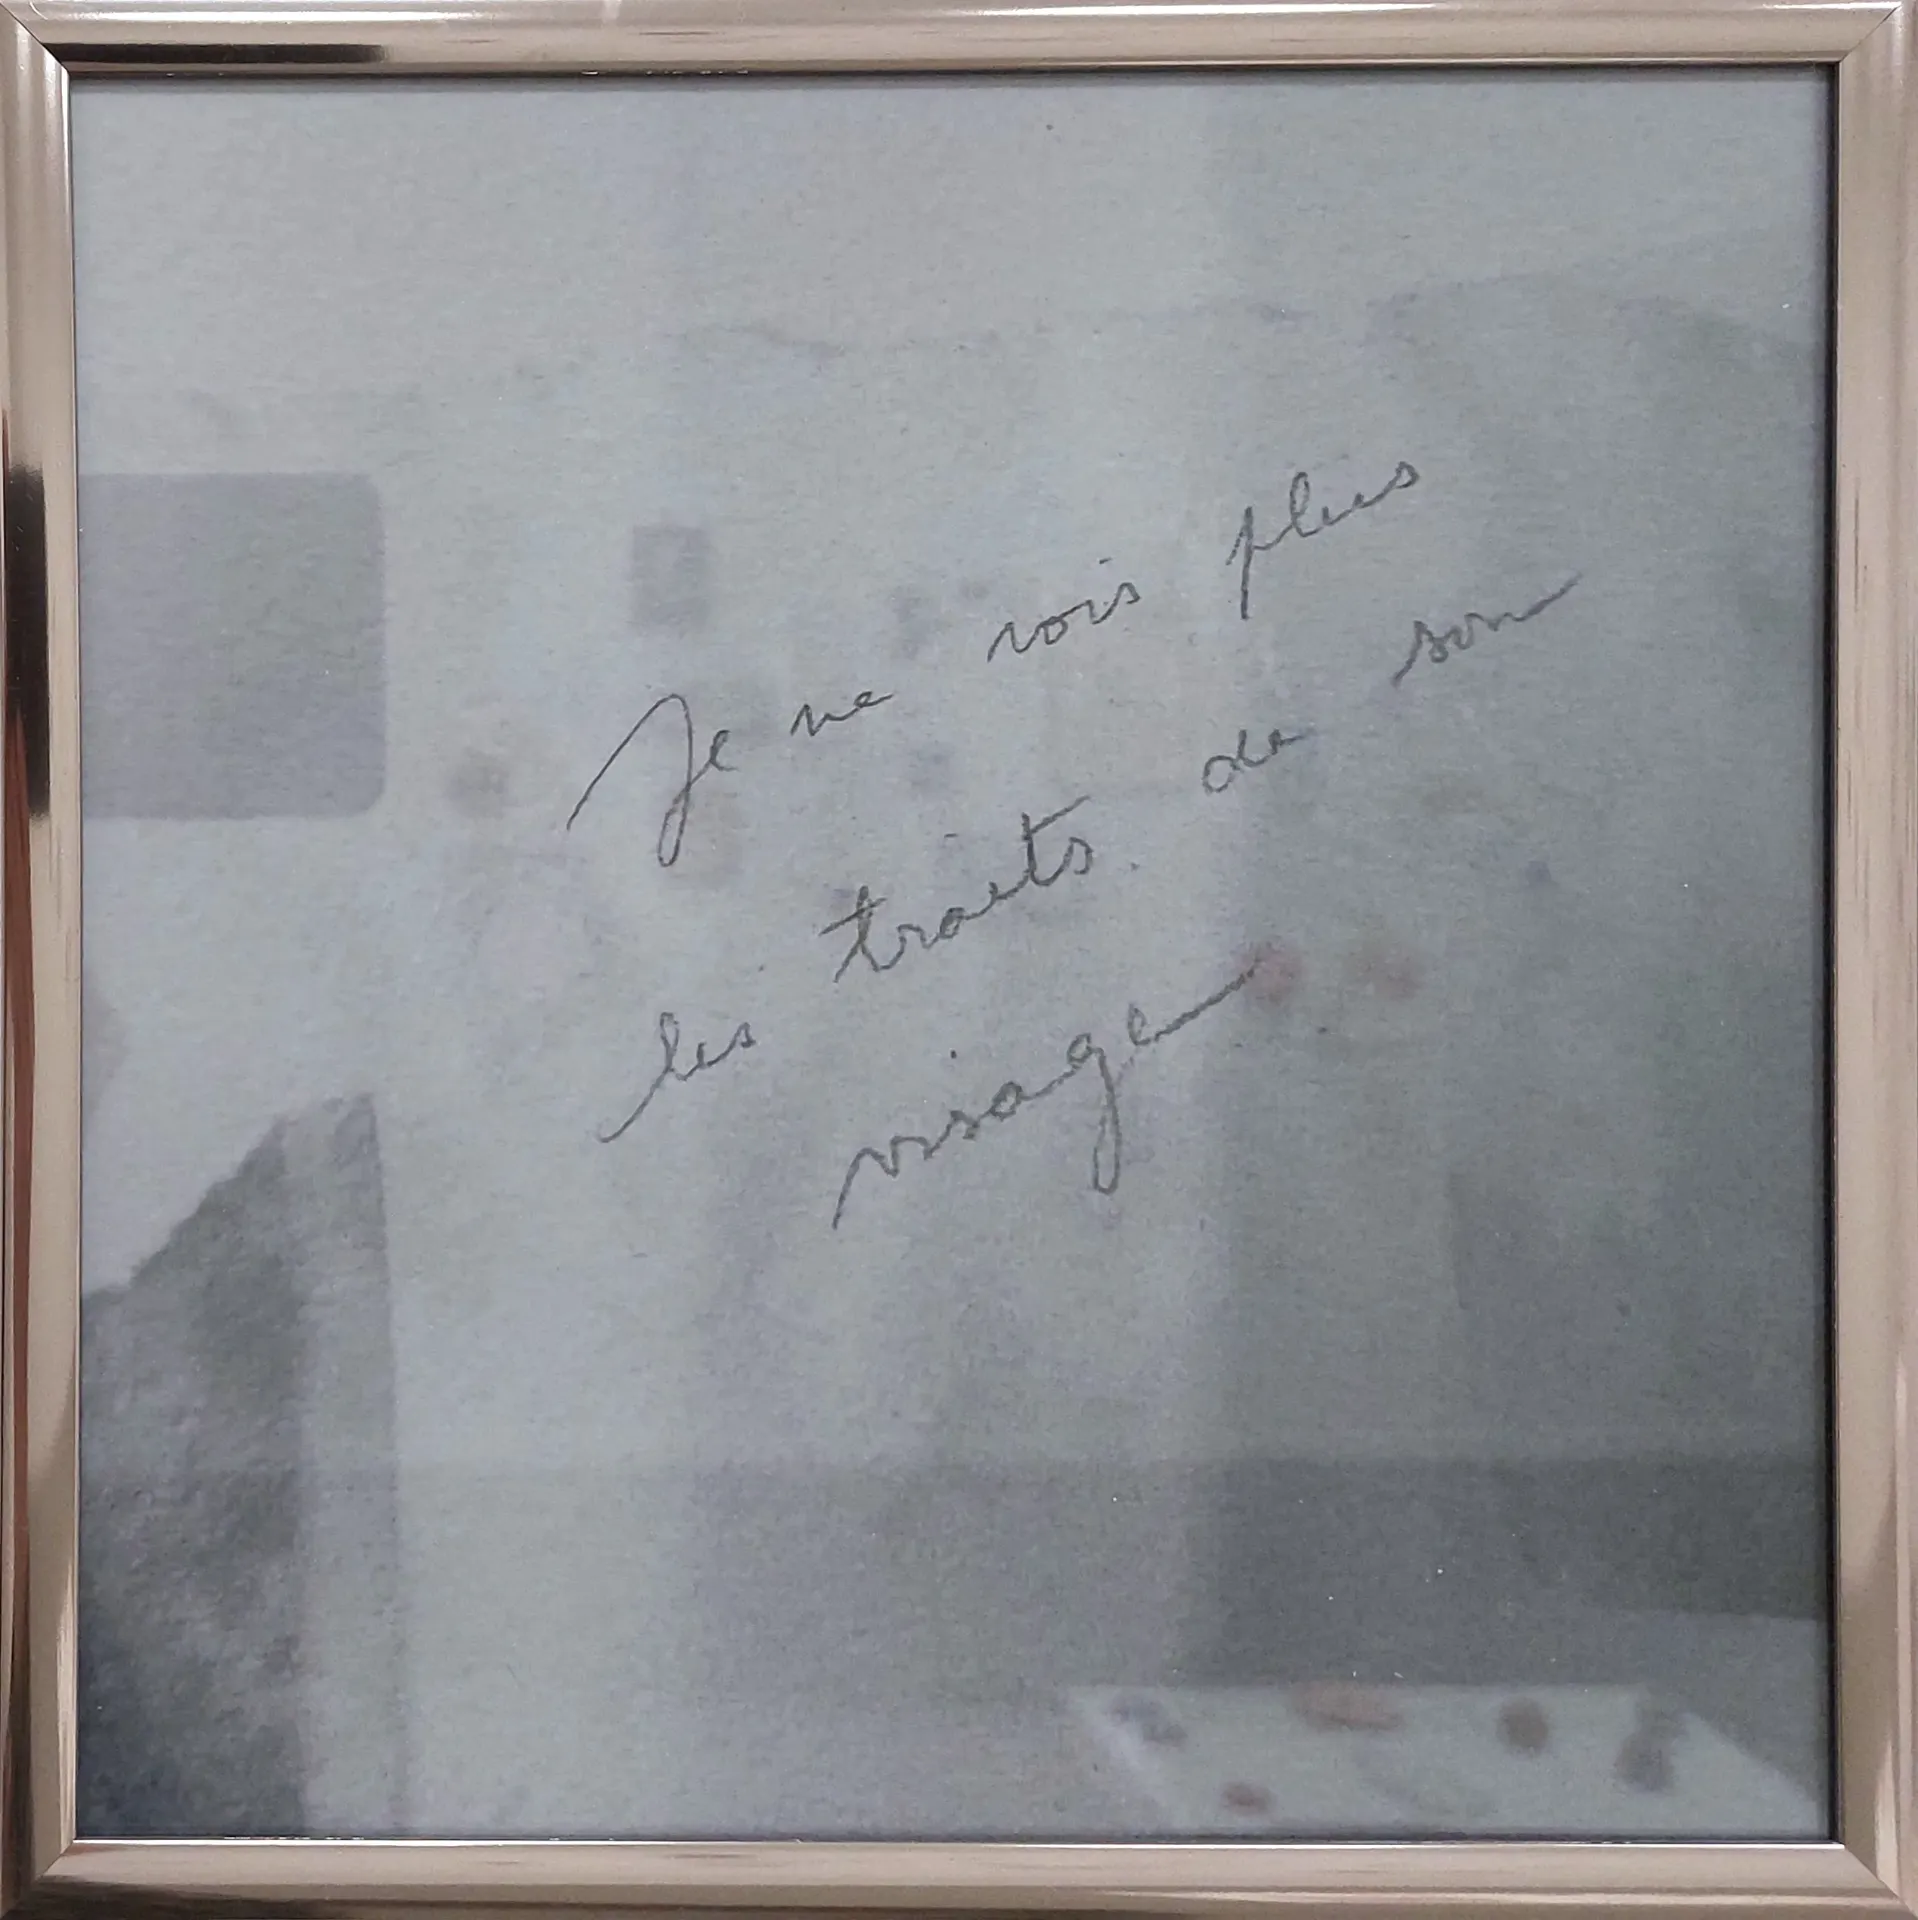 Je ne vois plus
les traits de son
visage